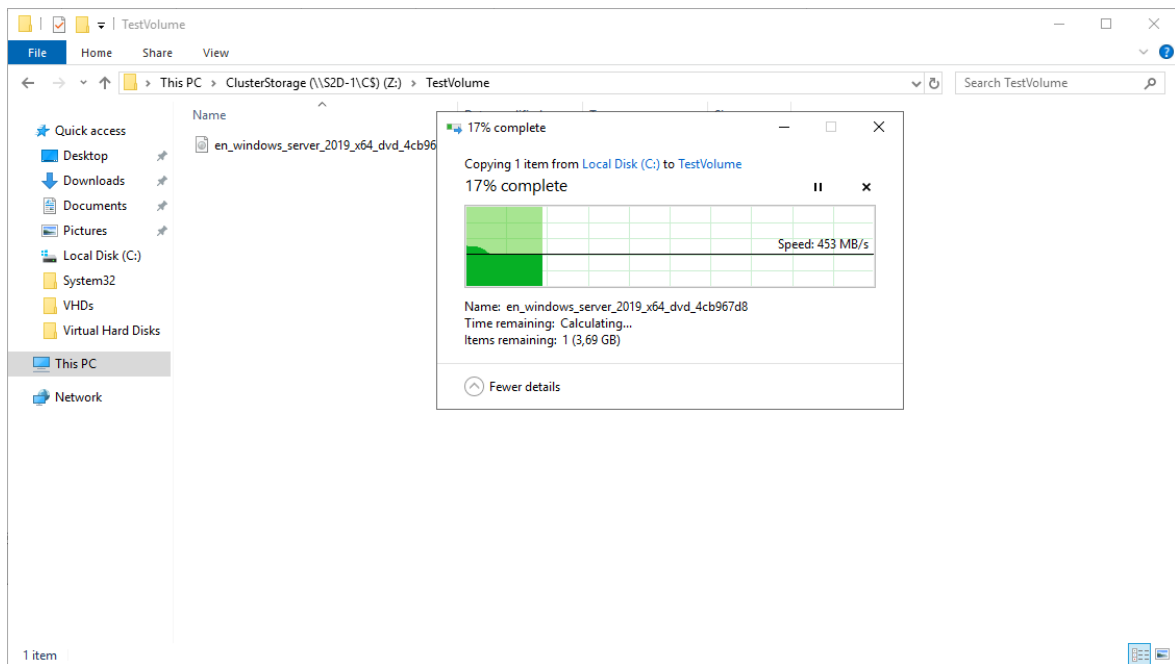 TestVolume
File Home Share View
This PC > ClusterStorage (\\S2D-1\C$) (Z:) > TestVolume
Search TestVolume
Name
Quick access
en_windows_server_2019_x64_dvd_4cb96
Desktop
Downloads
Documents
Pictures
Local Disk (C:)
System32
VHDs
Virtual Hard Disks
This PC
Network
17% complete
Copying 1 item from Local Disk (C:) to TestVolume
17% complete
Speed: 453 MB/s
Name: en_windows_server_2019_x64_dvd_4cb967d8
Time remaining: Calculating...
Items remaining: 1 (3,69 GB)
Fewer details
1 item